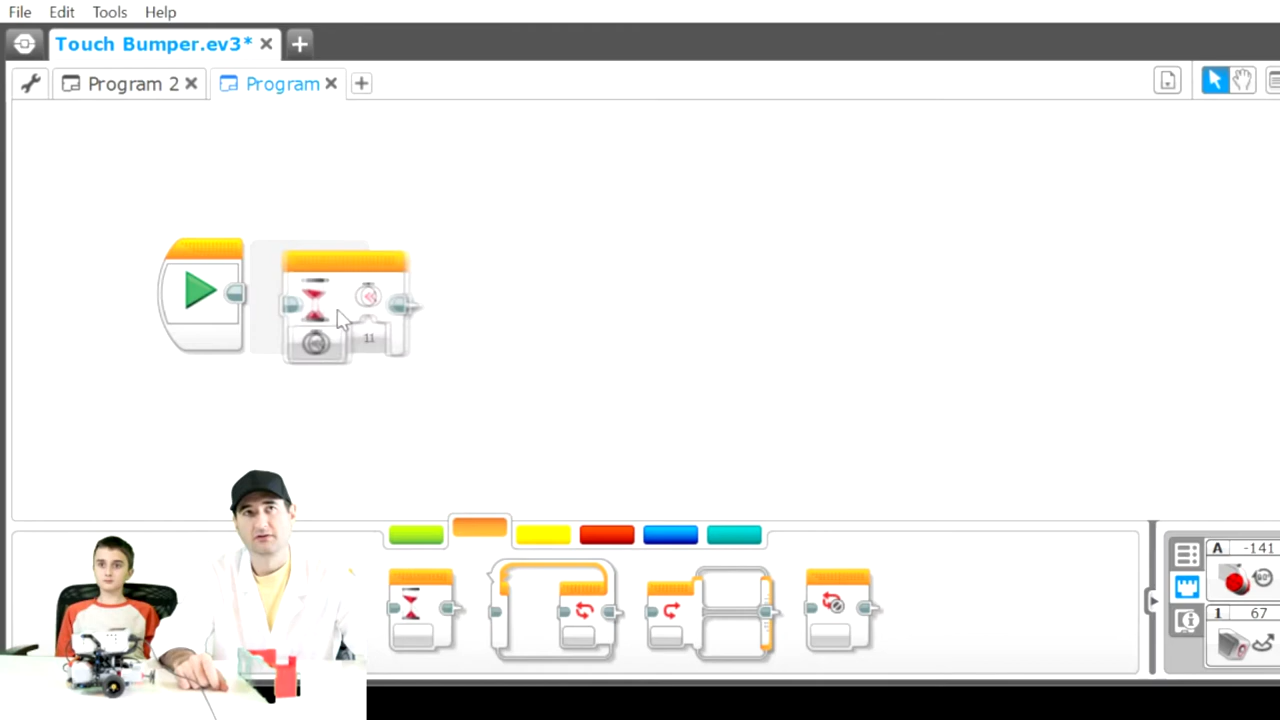 File Edit Tools Help
Touch Bumper.ev3*
Program 2 Program
11
A -141
1 67